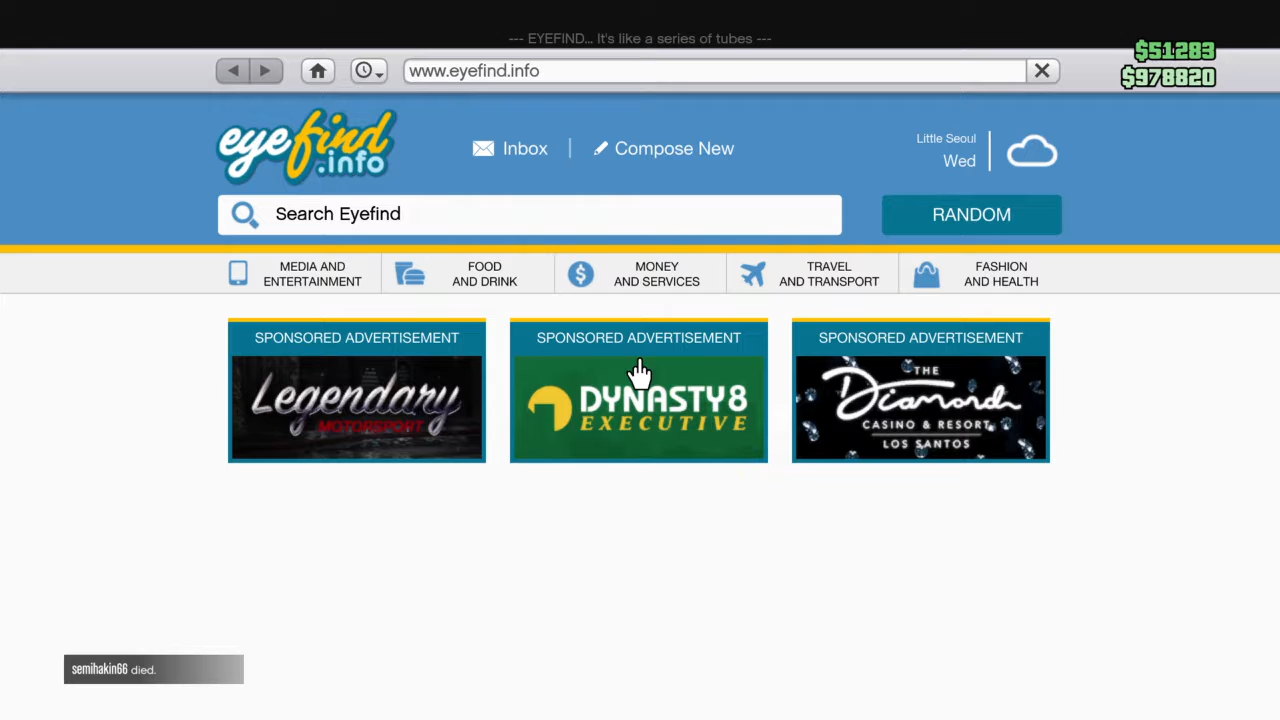 --- EYEFIND... It's like a series of tubes ---
$51283
$978820
www.eyefind.info
eyefind
.info
Inbox
Compose New
Little Seoul
Wed
Search Eyefind
RANDOM
MEDIA AND
ENTERTAINMENT
FOOD
AND DRINK
MONEY
AND SERVICES
TRAVEL
AND TRANSPORT
FASHION
AND HEALTH
SPONSORED ADVERTISEMENT
Legendary
MOTORSPORT
SPONSORED ADVERTISEMENT
DYNASTY8
EXECUTIVE
SPONSORED ADVERTISEMENT
THE
Diamond
CASINO & RESORT
LOS SANTOS
semihakin66 died.